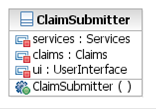 ClaimSubmitter
services : Services
claims : Claims
ui : UserInterface
ClaimSubmitter ( )